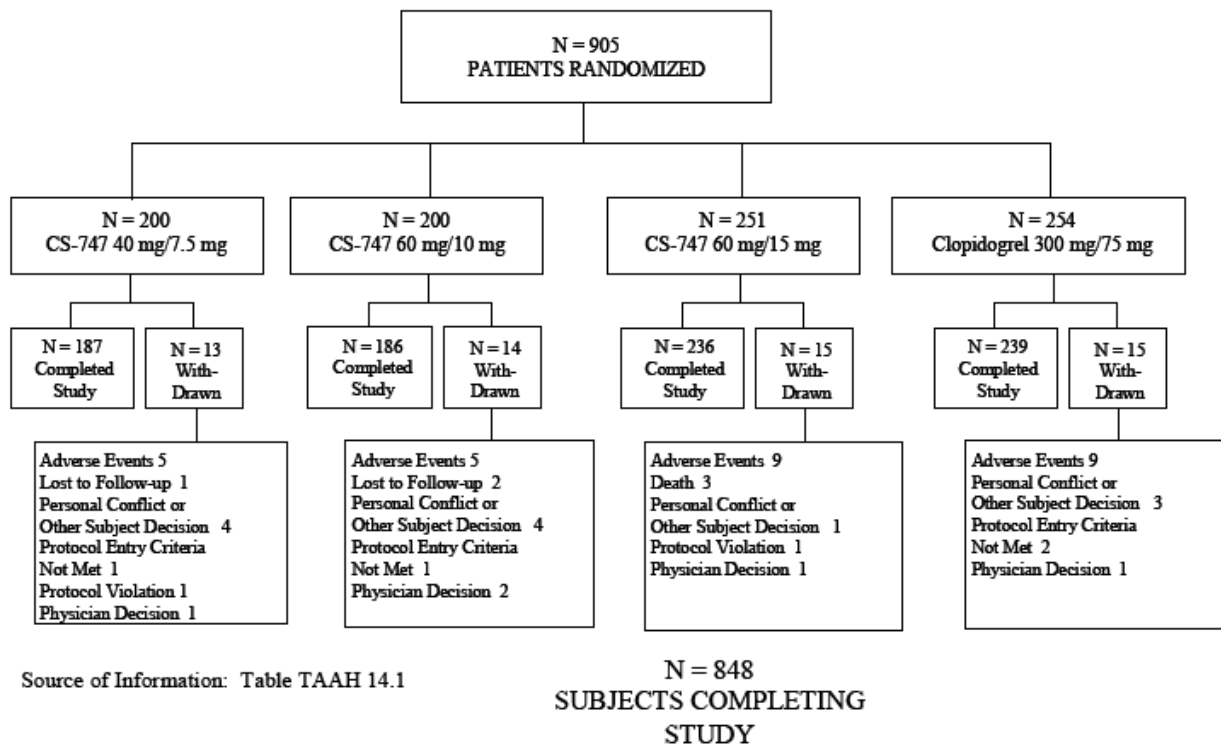 N = 905
PATIENTS RANDOMIZED
N = 200
CS-747 40 mg/7.5 mg
N = 200
CS-747 60 mg/10 mg
N = 251
CS-747 60 mg/15 mg
N = 254
Clopidogrel 300 mg/75 mg
N = 187
Completed
Study
N = 13
With-
Drawn
N = 186
Completed
Study
N = 14
With-
Drawn
N = 236
Completed
Study
N = 15
With-
Drawn
N = 239
Completed
Study
N = 15
With-
Drawn
Adverse Events 5
Lost to Follow-up 1
Personal Conflict or
Other Subject Decision 4
Protocol Entry Criteria
Not Met 1
Protocol Violation 1
Physician Decision 1
Adverse Events 5
Lost to Follow-up 2
Personal Conflict or
Other Subject Decision 4
Protocol Entry Criteria
Not Met 1
Physician Decision 2
Adverse Events 9
Death 3
Personal Conflict or
Other Subject Decision 1
Protocol Violation 1
Physician Decision 1
Adverse Events 9
Personal Conflict or
Other Subject Decision 3
Protocol Entry Criteria
Not Met 2
Physician Decision 1
Source of Information: Table TAAH 14.1
N = 848
SUBJECTS COMPLETING
STUDY